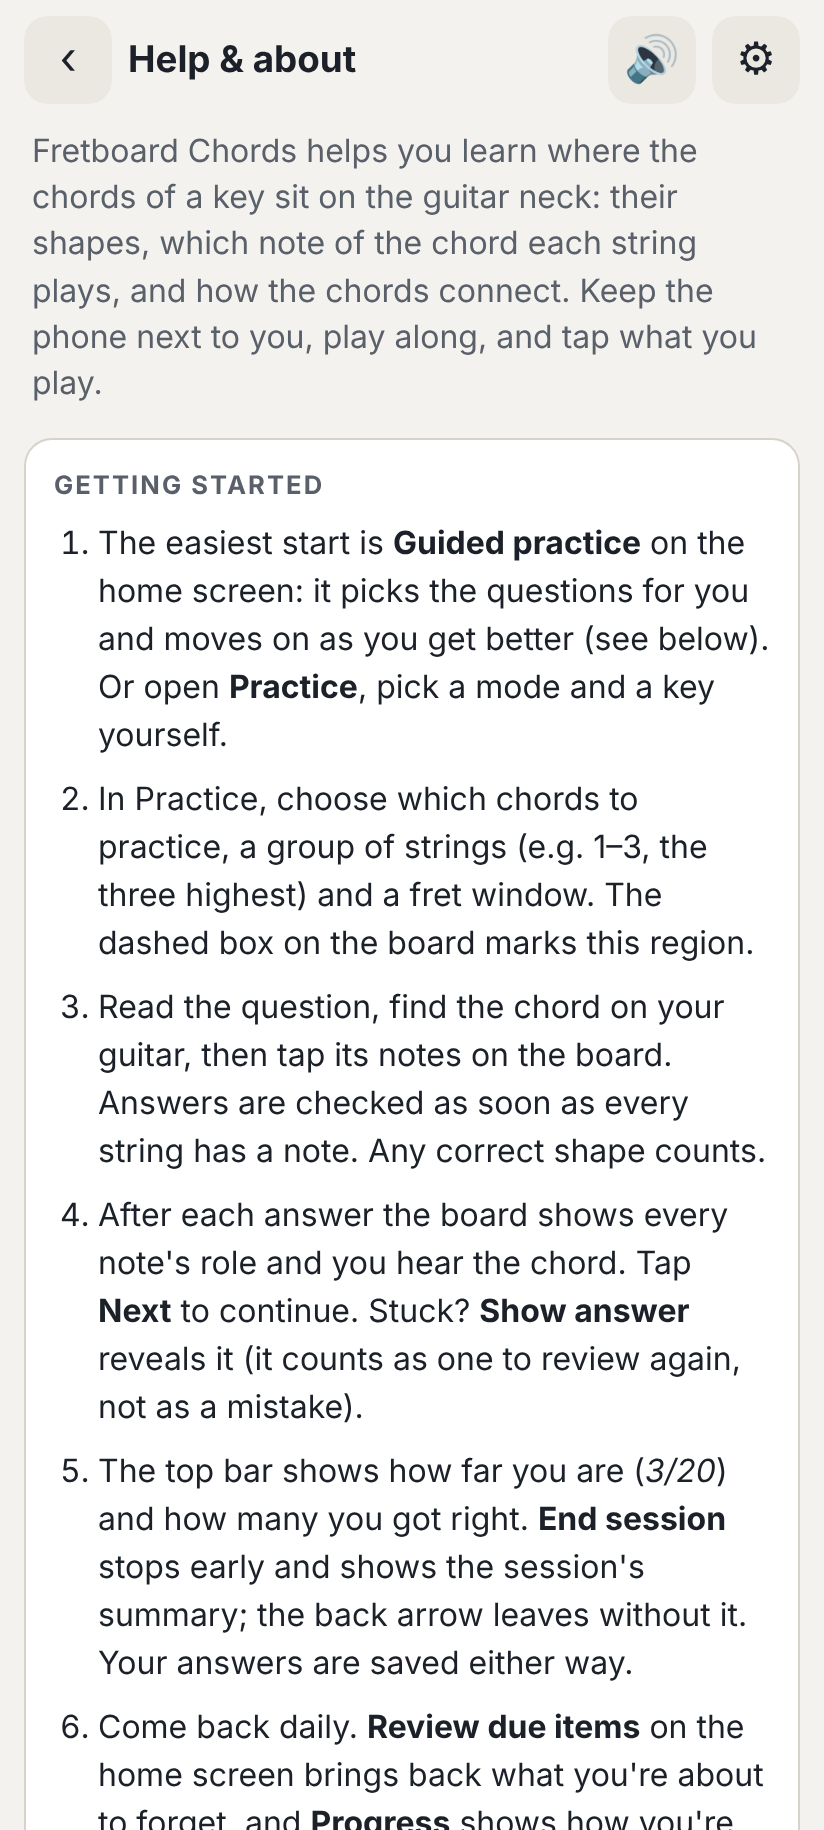 Help & about
Fretboard Chords helps you learn where the
chords of a key sit on the guitar neck: their
shapes, which note of the chord each string
plays, and how the chords connect. Keep the
phone next to you, play along, and tap what you
play.
GETTING STARTED
1. The easiest start is Guided practice on the
home screen: it picks the questions for you
and moves on as you get better (see below).
Or open Practice, pick a mode and a key
yourself.
2. In Practice, choose which chords to
practice, a group of strings (e.g. 1–3, the
three highest) and a fret window. The
dashed box on the board marks this region.
3. Read the question, find the chord on your
guitar, then tap its notes on the board.
Answers are checked as soon as every
string has a note. Any correct shape counts.
4. After each answer the board shows every
note's role and you hear the chord. Tap
Next to continue. Stuck? Show answer
reveals it (it counts as one to review again,
not as a mistake).
5. The top bar shows how far you are (3/20)
and how many you got right. End session
stops early and shows the session's
summary; the back arrow leaves without it.
Your answers are saved either way.
6. Come back daily. Review due items on the
home screen brings back what you're about
to forget, and Progress shows how you're